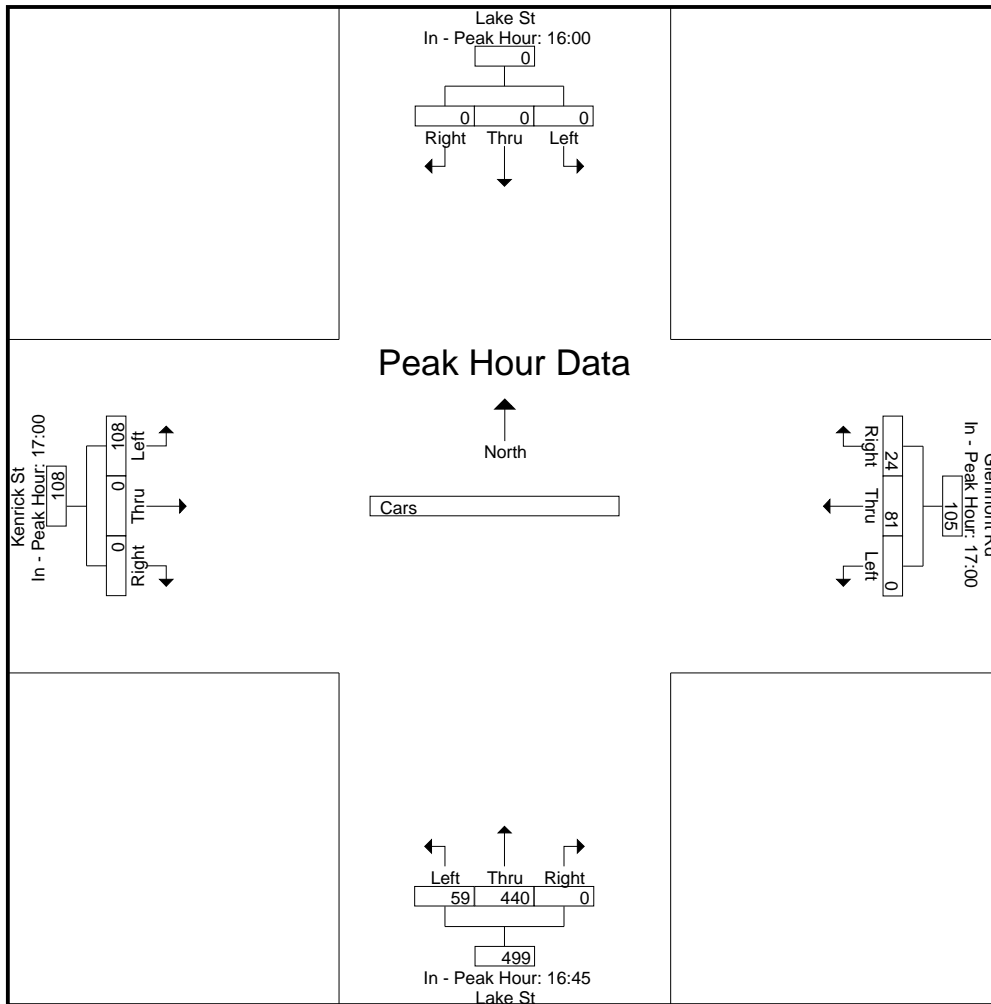 Lake St
In - Peak Hour: 16:00
0
0 0 0
Right Thru Left
Peak Hour Data
North
Cars
Kenrick St
In - Peak Hour: 17:00
108
108 0 0
Left Thru Right
Right Thru Left
24 81 0
105
In - Peak Hour: 17:00
Glenmont Rd
Left Thru Right
59 440 0
499
In - Peak Hour: 16:45
Lake St